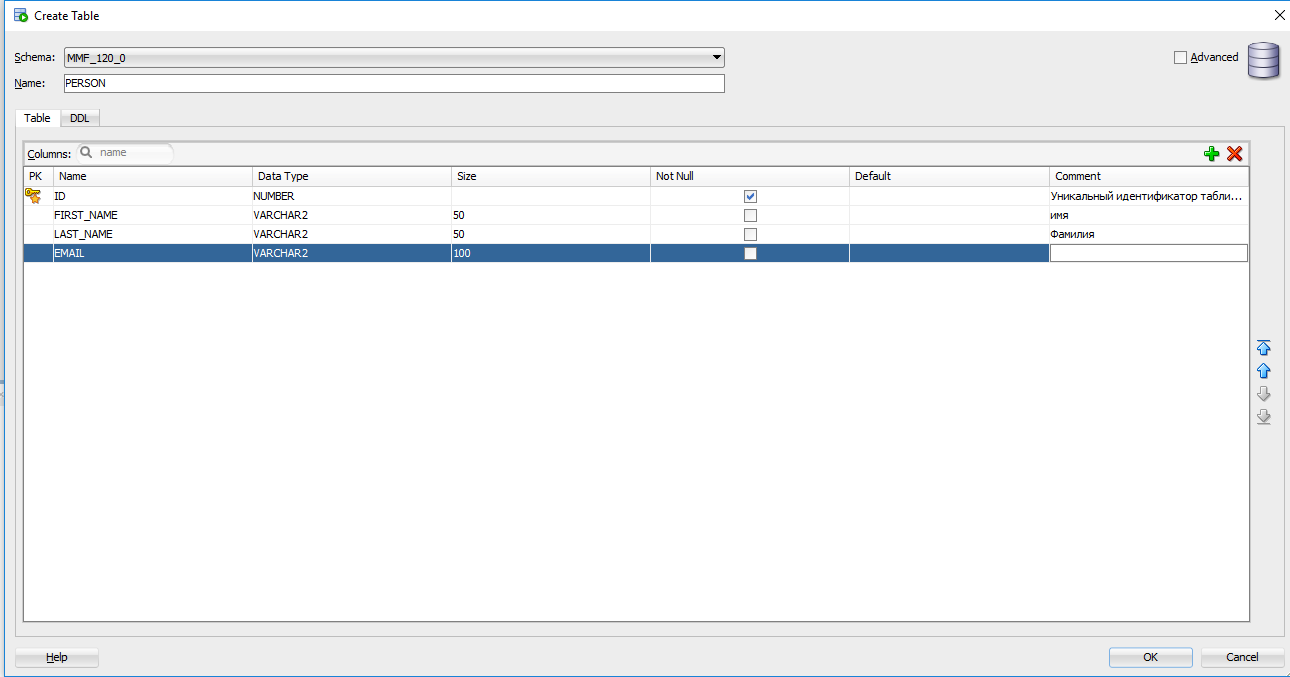 Create Table
Schema: MMF_120_0
Advanced
Name: PERSON
Table DDL
Columns: name
PK Name Data Type Size Not Null Default Comment
ID NUMBER Уникальный идентификатор табли...
FIRST_NAME VARCHAR2 50 имя
LAST_NAME VARCHAR2 50 Фамилия
EMAIL VARCHAR2 100
Help OK Cancel